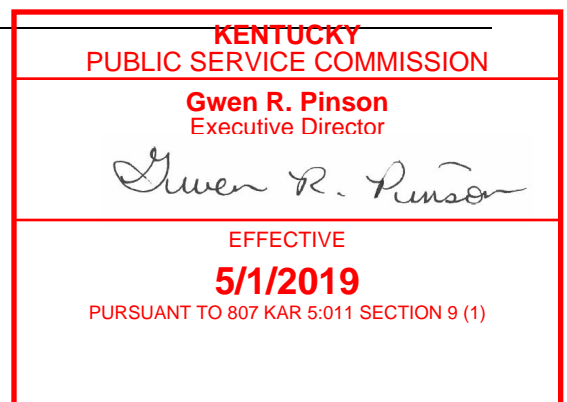 KENTUCKY
PUBLIC SERVICE COMMISSION
Gwen R. Pinson
Executive Director
Gwen R. Pinson
EFFECTIVE
5/1/2019
PURSUANT TO 807 KAR 5:011 SECTION 9 (1)